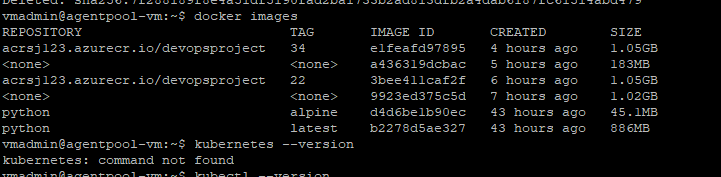 vmadmin@agentpool-vm:~$ docker images
REPOSITORY TAG IMAGE ID CREATED SIZE
acrsjl23.azurecr.io/devopsproject 34 e1feafd97895 4 hours ago 1.05GB
<none> <none> a436319dcbac 5 hours ago 183MB
acrsjl23.azurecr.io/devopsproject 22 3bee411caf2f 6 hours ago 1.05GB
<none> <none> 9923ed375c5d 7 hours ago 1.02GB
python alpine d4d6be1b90ec 43 hours ago 45.1MB
python latest b2278d5ae327 43 hours ago 886MB
vmadmin@agentpool-vm:~$ kubernetes --version
kubernetes: command not found
vmadmin@agentpool-vm:~$ kubectl --version